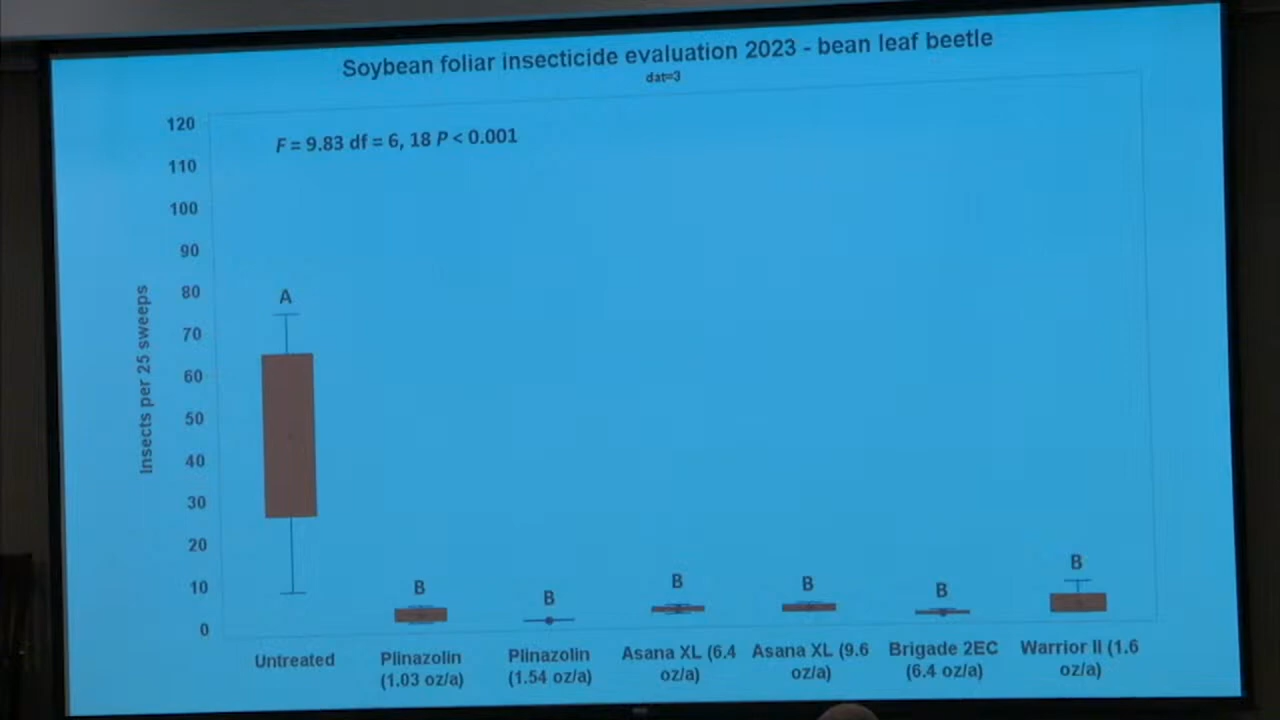 Soybean foliar insecticide evaluation 2023 - bean leaf beetle
dat=3
F = 9.83 df = 6, 18 P < 0.001
Insects per 25 sweeps
120
110
100
90
80
70
60
50
40
30
20
10
0
A
B
B
B
B
B
B
Untreated
Plinazolin
(1.03 oz/a)
Plinazolin
(1.54 oz/a)
Asana XL (6.4
oz/a)
Asana XL (9.6
oz/a)
Brigade 2EC
(6.4 oz/a)
Warrior II (1.6
oz/a)